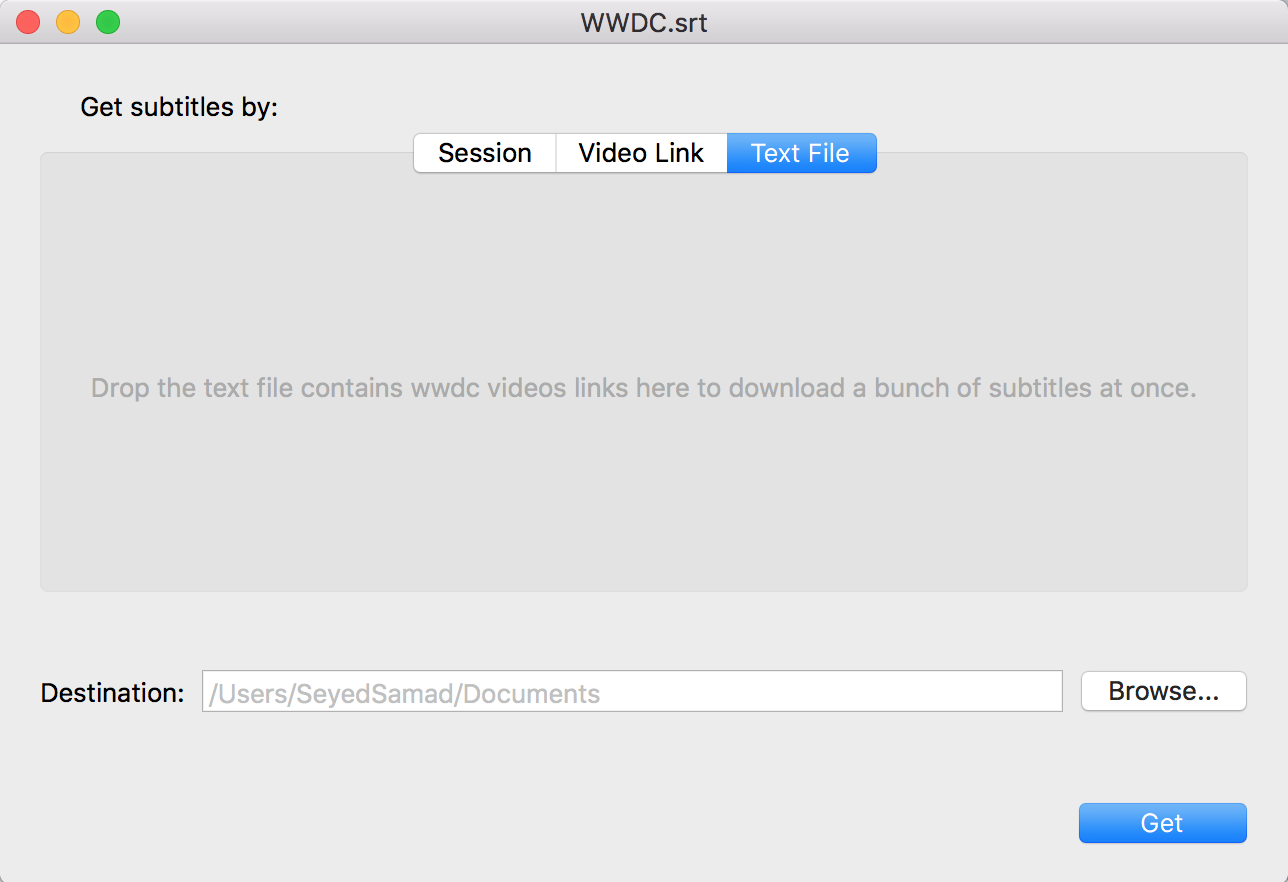 WWDC.srt
Get subtitles by:
Session Video Link Text File
Drop the text file contains wwdc videos links here to download a bunch of subtitles at once.
Destination: /Users/SeyedSamad/Documents Browse...
Get